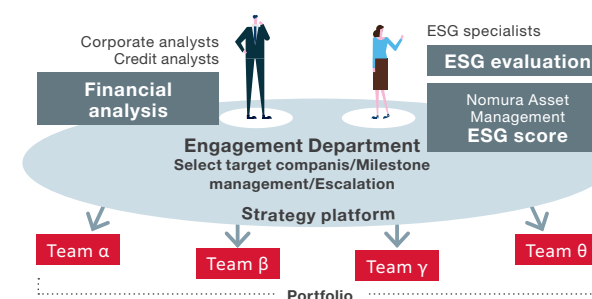 Corporate analysts
Credit analysts
Financial
analysis
ESG specialists
ESG evaluation
Nomura Asset
Management
ESG score
Engagement Department
Select target companis/Milestone
management/Escalation
Strategy platform
Team α
Team β
Team γ
Team θ
Portfolio